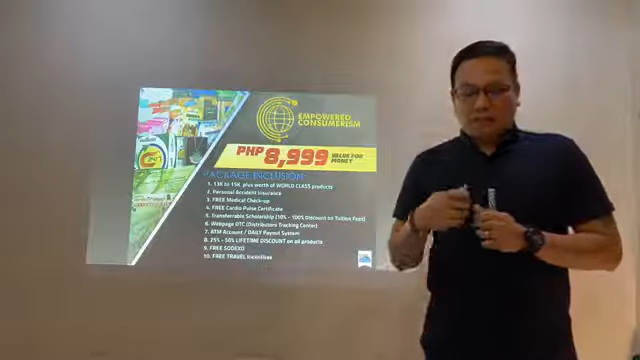 EMPOWERED
CONSUMERISM
PHP 8,999 VALUE FOR MONEY
PACKAGE INCLUSION:
1. 13K to 15K plus worth of WORLD CLASS products
2. Personal Accident Insurance
3. FREE Medical Check-up
4. FREE Cardio Pulse Certificate
5. Transferrable Scholarship (10% - 100% Discount on Tuition Fee)
6. Webpage DTC (Distributors Tracking Center)
7. ATM Account / DAILY Payout System
8. 25% - 50% LIFETIME DISCOUNT on all products
9. FREE SODEXO
10. FREE TRAVEL Incentives